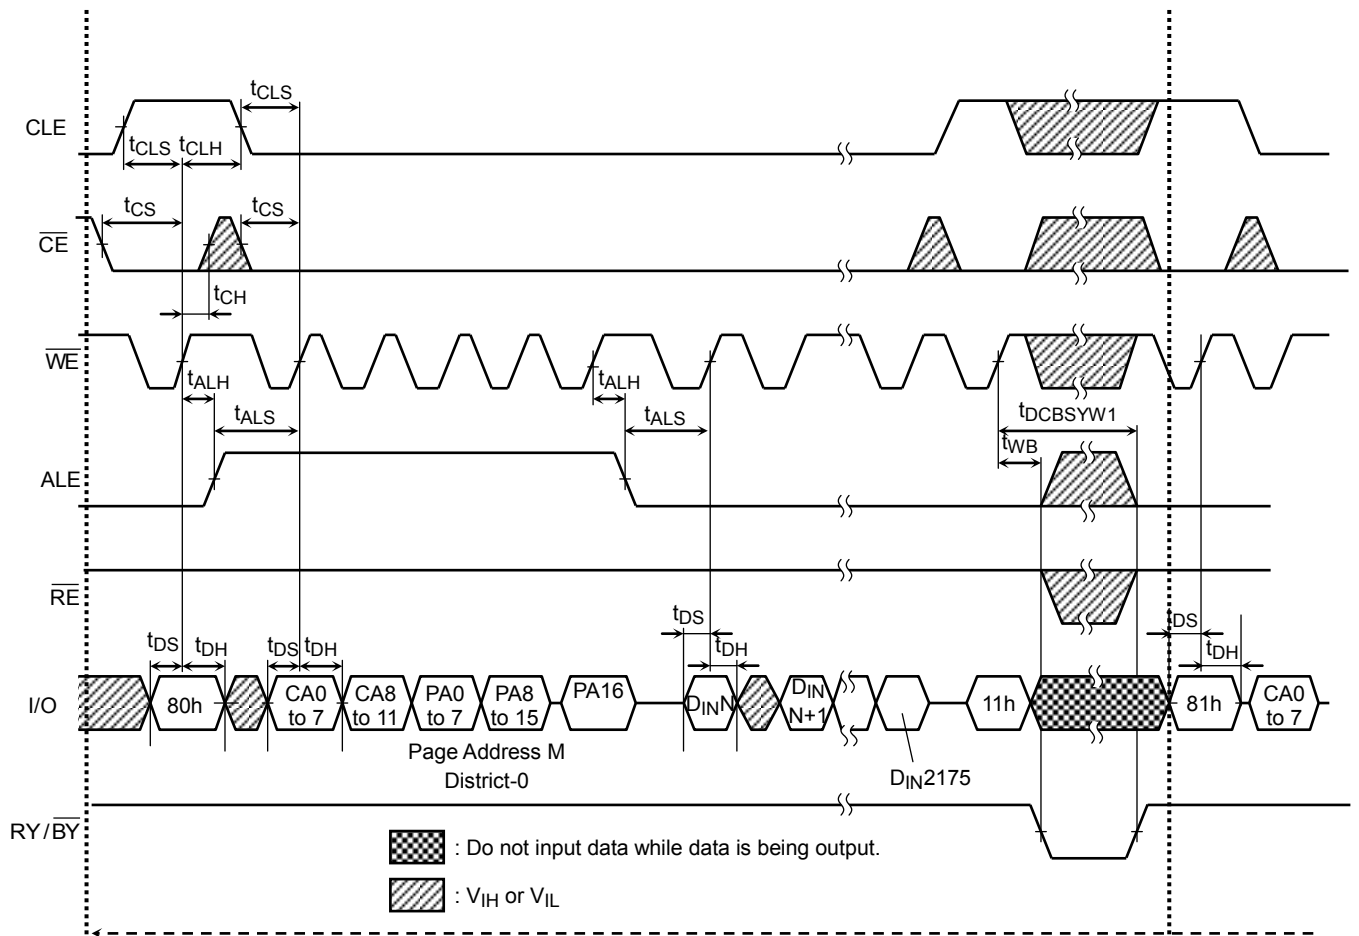 tCLS
CLE
tCLS tCLH
tCS
tCS
CE
tCH
WE
tALH
tALH
tDCBSYW1
tALS
tALS
tWB
ALE
RE
tDS
tDS tDH tDS tDH
tDH
tDS
tDH
I/O
80h
CA0 to 7
CA8 to 11
PA0 to 7
PA8 to 15
PA16
DINN
DIN N+1
11h
81h
CA0 to 7
Page Address M
District-0
DIN2175
RY/BY
: Do not input data while data is being output.
: VIH or VIL